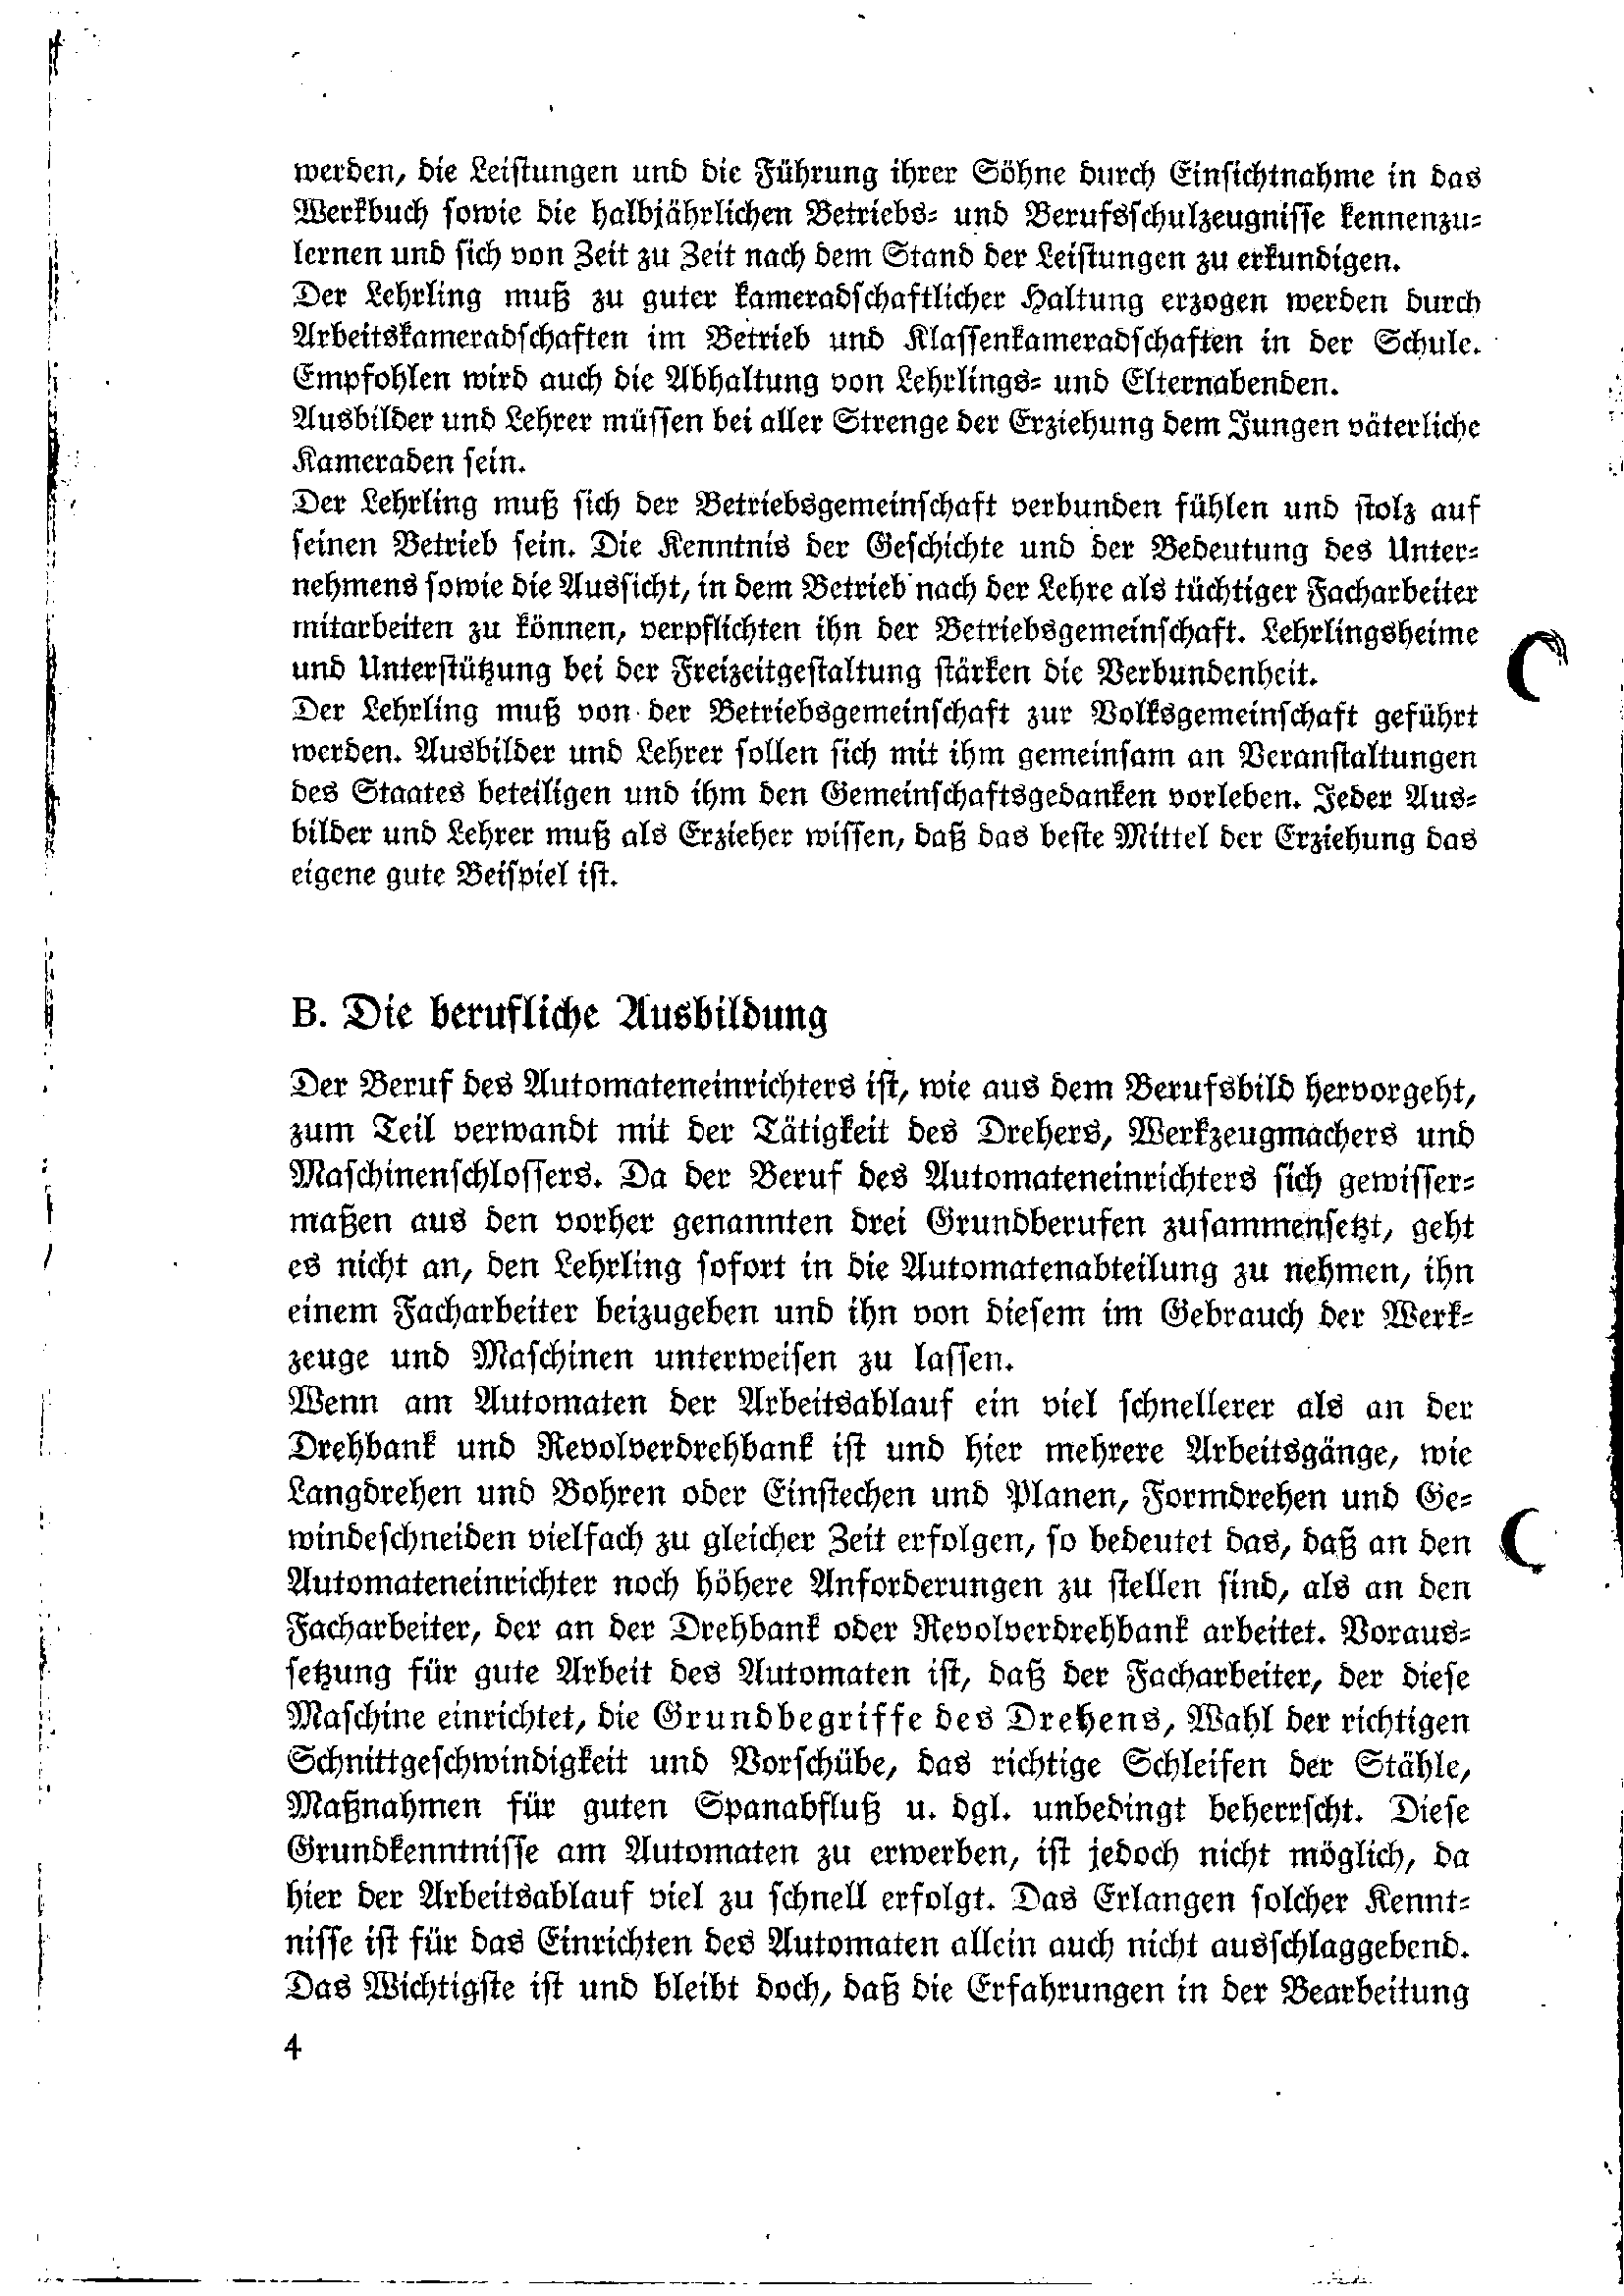 werden, die Leistungen und die Führung ihrer Söhne durch Einsichtnahme in das
Werkbuch sowie die halbjährlichen Betriebs- und Berufsschulzeugnisse kennenzu-
lernen und sich von Zeit zu Zeit nach dem Stand der Leistungen zu erkundigen.
Der Lehrling muß zu guter kameradschaftlicher Haltung erzogen werden durch
Arbeitskameradschaften im Betrieb und Klassenkameradschaften in der Schule.
Empfohlen wird auch die Abhaltung von Lehrlings- und Elternabenden.
Ausbilder und Lehrer müssen bei aller Strenge der Erziehung dem Jungen väterliche
Kameraden sein.
Der Lehrling muß sich der Betriebsgemeinschaft verbunden fühlen und stolz auf
seinen Betrieb sein. Die Kenntnis der Geschichte und der Bedeutung des Unter-
nehmens sowie die Aussicht, in dem Betrieb nach der Lehre als tüchtiger Facharbeiter
mitarbeiten zu können, verpflichten ihn der Betriebsgemeinschaft. Lehrlingsheime
und Unterstützung bei der Freizeitgestaltung stärken die Verbundenheit.
Der Lehrling muß von der Betriebsgemeinschaft zur Volksgemeinschaft geführt
werden. Ausbilder und Lehrer sollen sich mit ihm gemeinsam an Veranstaltungen
des Staates beteiligen und ihm den Gemeinschaftsgedanken vorleben. Jeder Aus-
bilder und Lehrer muß als Erzieher wissen, daß das beste Mittel der Erziehung das
eigene gute Beispiel ist.
B. Die berufliche Ausbildung
Der Beruf des Automateneinrichters ist, wie aus dem Berufsbild hervorgeht,
zum Teil verwandt mit der Tätigkeit des Drehers, Werkzeugmachers und
Maschinenschlossers. Da der Beruf des Automateneinrichters sich gewisser-
maßen aus den vorher genannten drei Grundberufen zusammensetzt, geht
es nicht an, den Lehrling sofort in die Automatenabteilung zu nehmen, ihn
einem Facharbeiter beizugeben und ihn von diesem im Gebrauch der Werk-
zeuge und Maschinen unterweisen zu lassen.
Wenn am Automaten der Arbeitsablauf ein viel schnellerer als an der
Drehbank und Revolverdrehbank ist und hier mehrere Arbeitsgänge, wie
Langdrehen und Bohren oder Einstechen und Planen, Formdrehen und Ge-
windeschneiden vielfach zu gleicher Zeit erfolgen, so bedeutet das, daß an den
Automateneinrichter noch höhere Anforderungen zu stellen sind, als an den
Facharbeiter, der an der Drehbank oder Revolverdrehbank arbeitet. Voraus-
setzung für gute Arbeit des Automaten ist, daß der Facharbeiter, der diese
Maschine einrichtet, die Grundbegriffe des Drehens, Wahl der richtigen
Schnittgeschwindigkeit und Vorschübe, das richtige Schleifen der Stähle,
Maßnahmen für guten Spanabfluß u. dgl. unbedingt beherrscht. Diese
Grundkenntnisse am Automaten zu erwerben, ist jedoch nicht möglich, da
hier der Arbeitsablauf viel zu schnell erfolgt. Das Erlangen solcher Kennt-
nisse ist für das Einrichten des Automaten allein auch nicht ausschlaggebend.
Das Wichtigste ist und bleibt doch, daß die Erfahrungen in der Bearbeitung
4